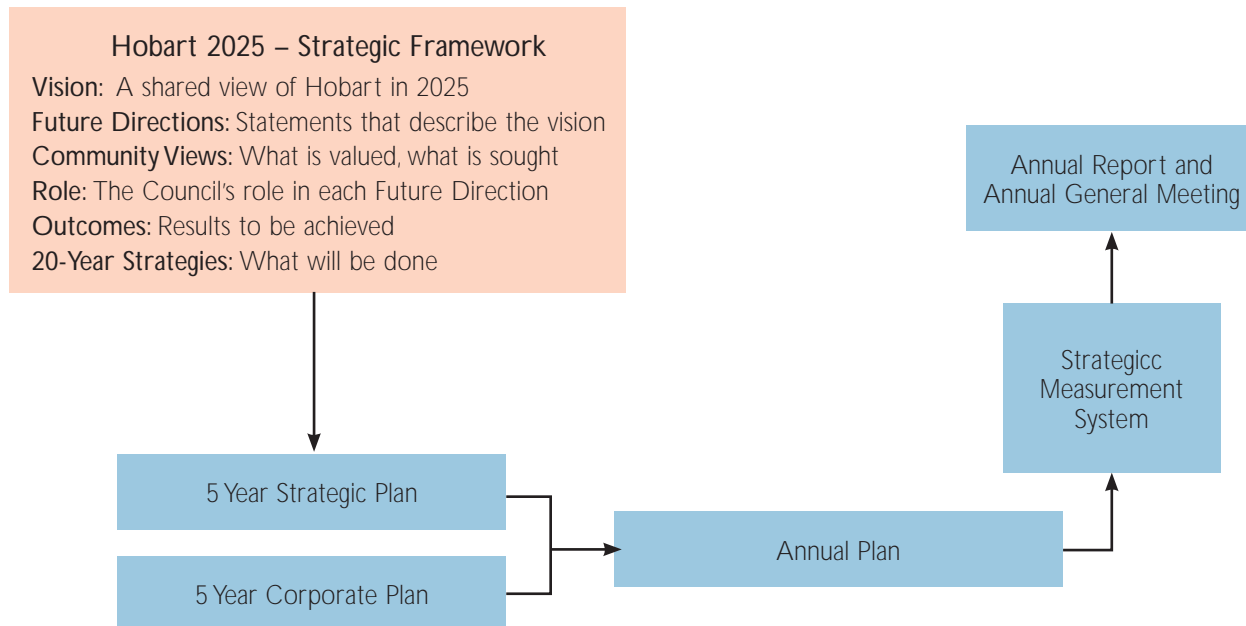 Hobart 2025 – Strategic Framework
Vision: A shared view of Hobart in 2025
Future Directions: Statements that describe the vision
Community Views: What is valued, what is sought
Role: The Council's role in each Future Direction
Outcomes: Results to be achieved
20-Year Strategies: What will be done
5 Year Strategic Plan
5 Year Corporate Plan
Annual Plan
Strategicc
Measurement
System
Annual Report and
Annual General Meeting